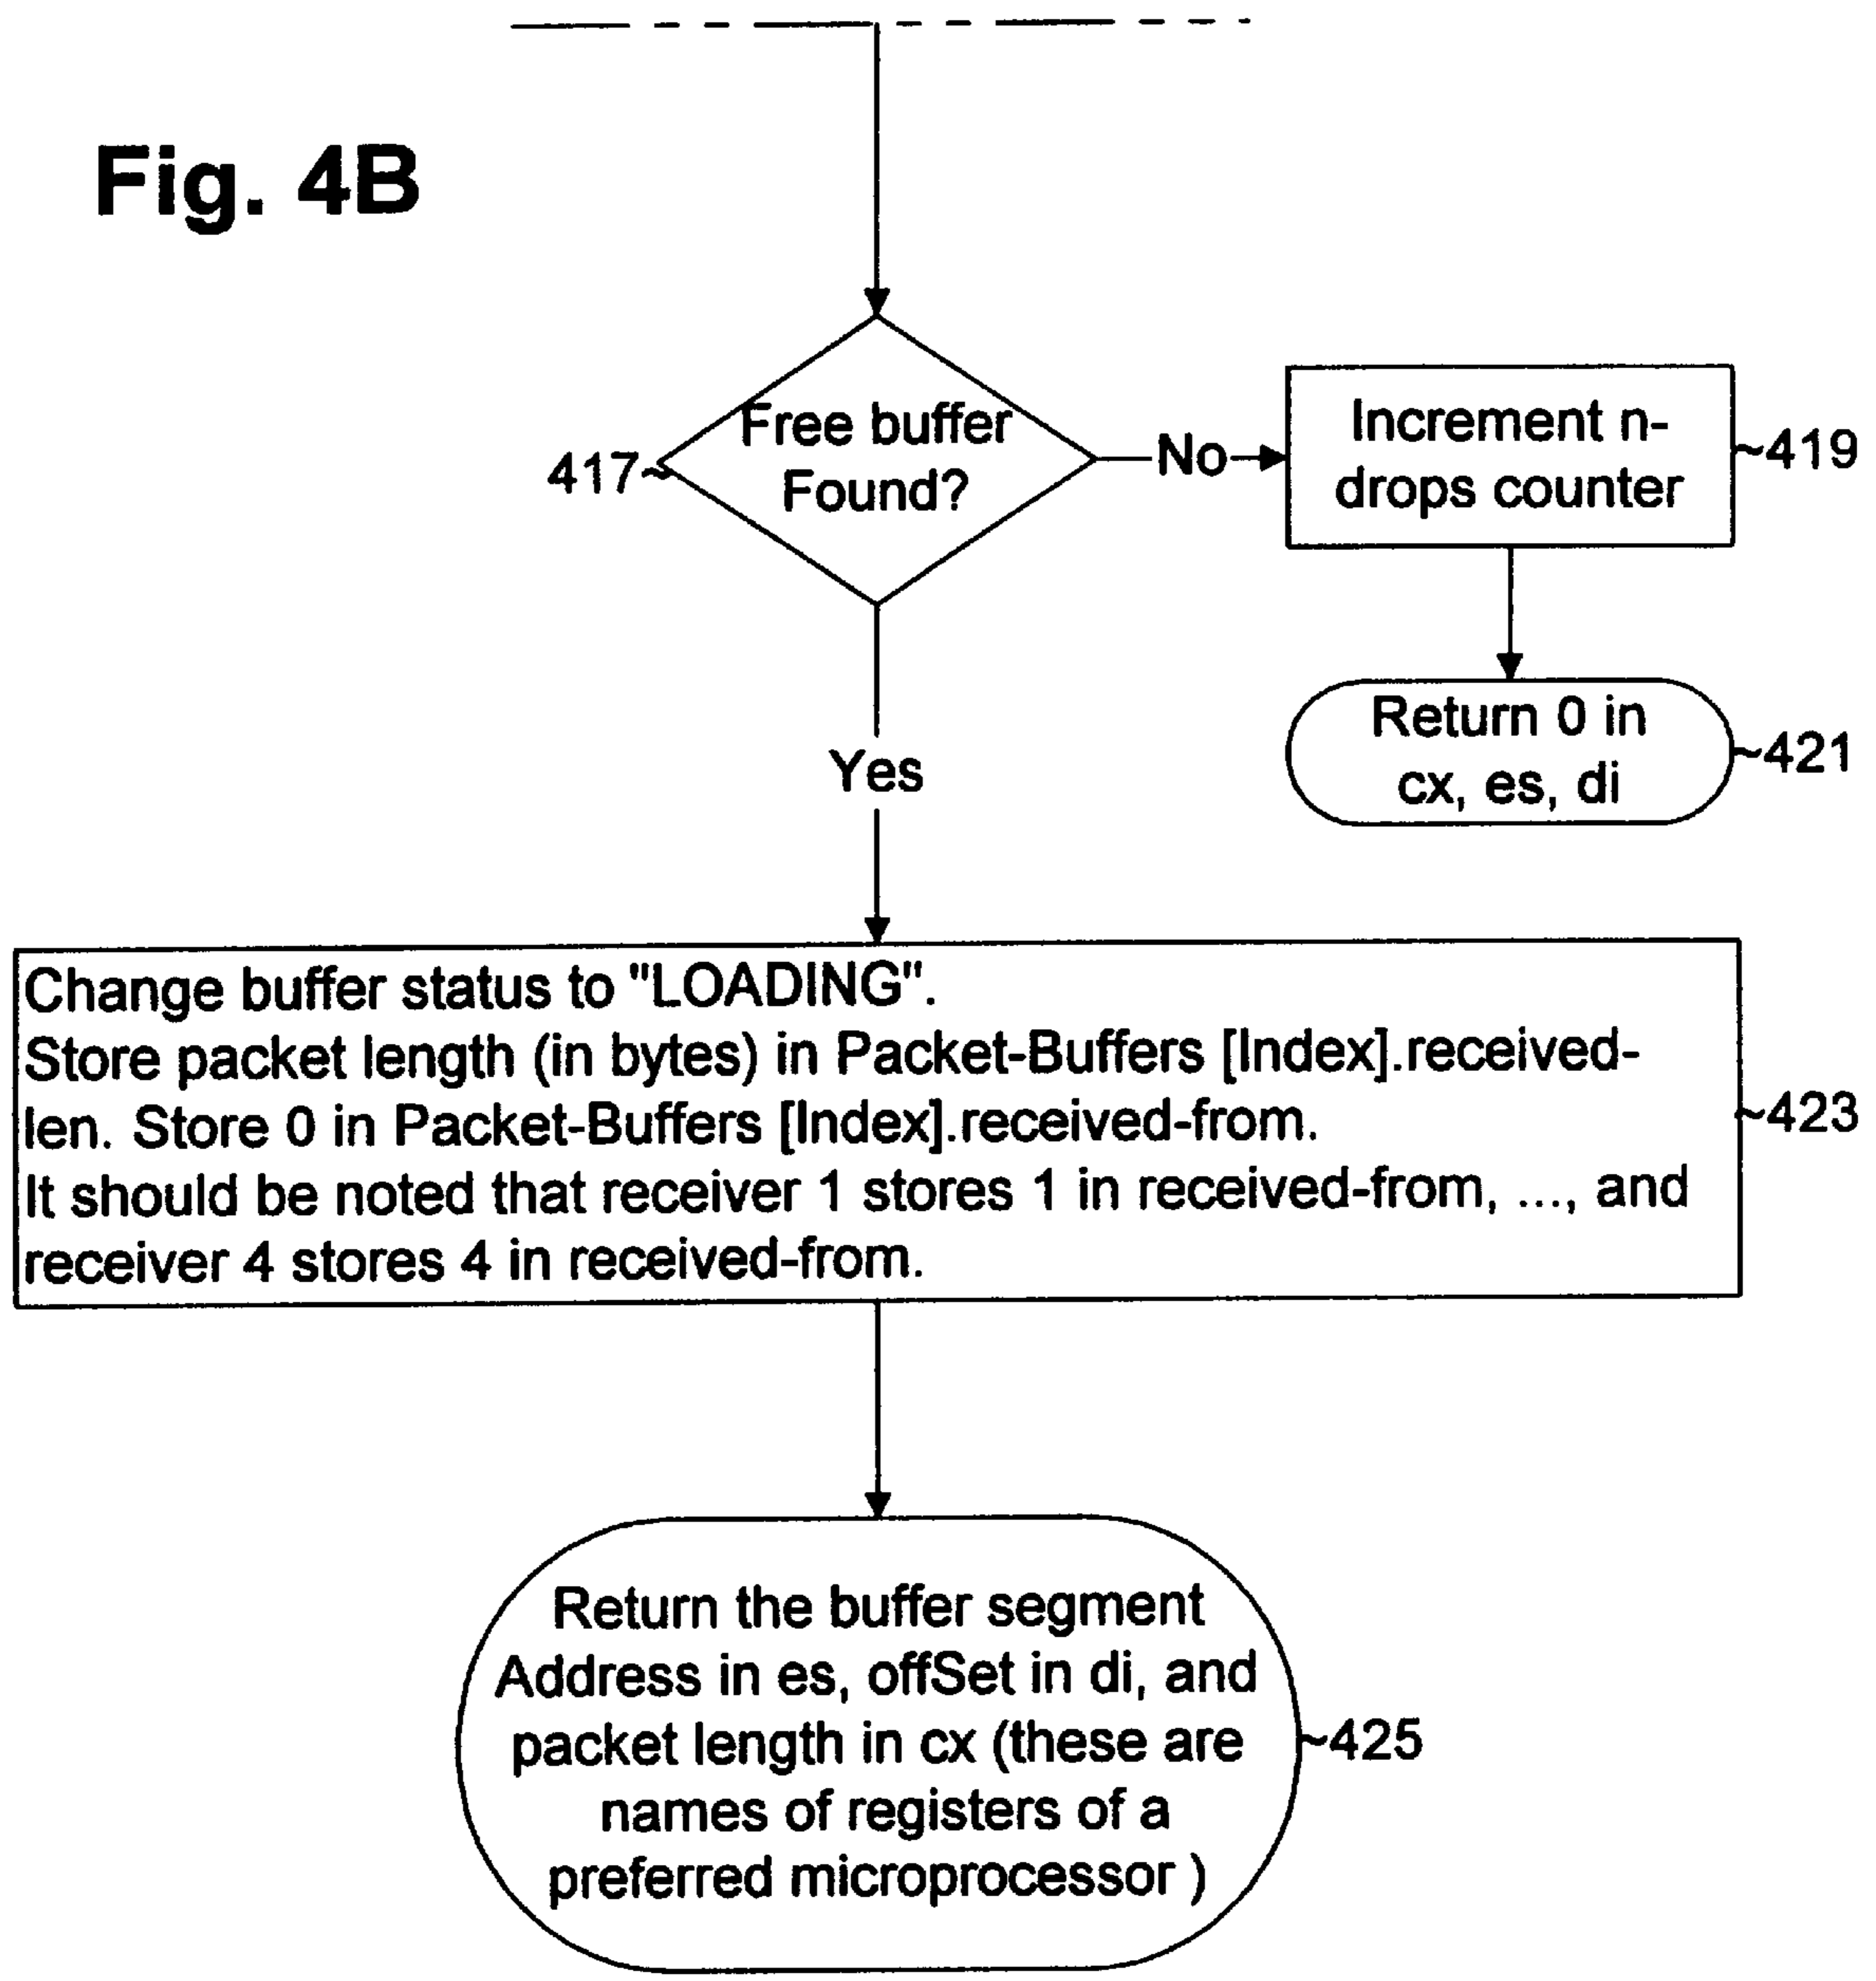 Fig. 4B
Free buffer
Found?
417
No
Increment n-
drops counter
419
Return 0 in
cx, es, di
421
Yes
Change buffer status to "LOADING".
Store packet length (in bytes) in Packet-Buffers [Index].received-
len. Store 0 in Packet-Buffers [Index].received-from.
It should be noted that receiver 1 stores 1 in received-from, ..., and
receiver 4 stores 4 in received-from.
423
Return the buffer segment
Address in es, offSet in di, and
packet length in cx (these are
names of registers of a
preferred microprocessor )
425